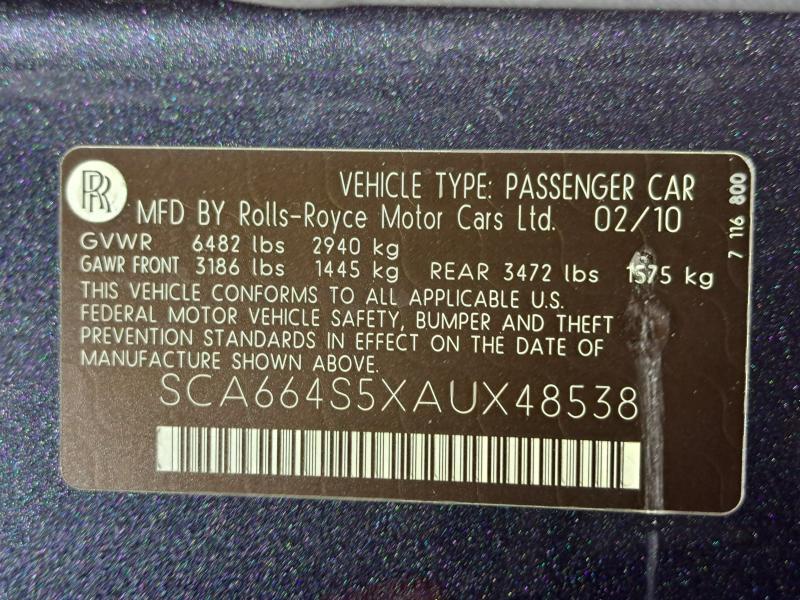 RR
VEHICLE TYPE: PASSENGER CAR
MFD BY Rolls-Royce Motor Cars Ltd. 02/10
GVWR 6482 lbs 2940 kg
GAWR FRONT 3186 lbs 1445 kg REAR 3472 lbs 1575 kg
THIS VEHICLE CONFORMS TO ALL APPLICABLE U.S.
FEDERAL MOTOR VEHICLE SAFETY, BUMPER AND THEFT
PREVENTION STANDARDS IN EFFECT ON THE DATE OF
MANUFACTURE SHOWN ABOVE.
SCA664S5XAUX48538
7 116 800